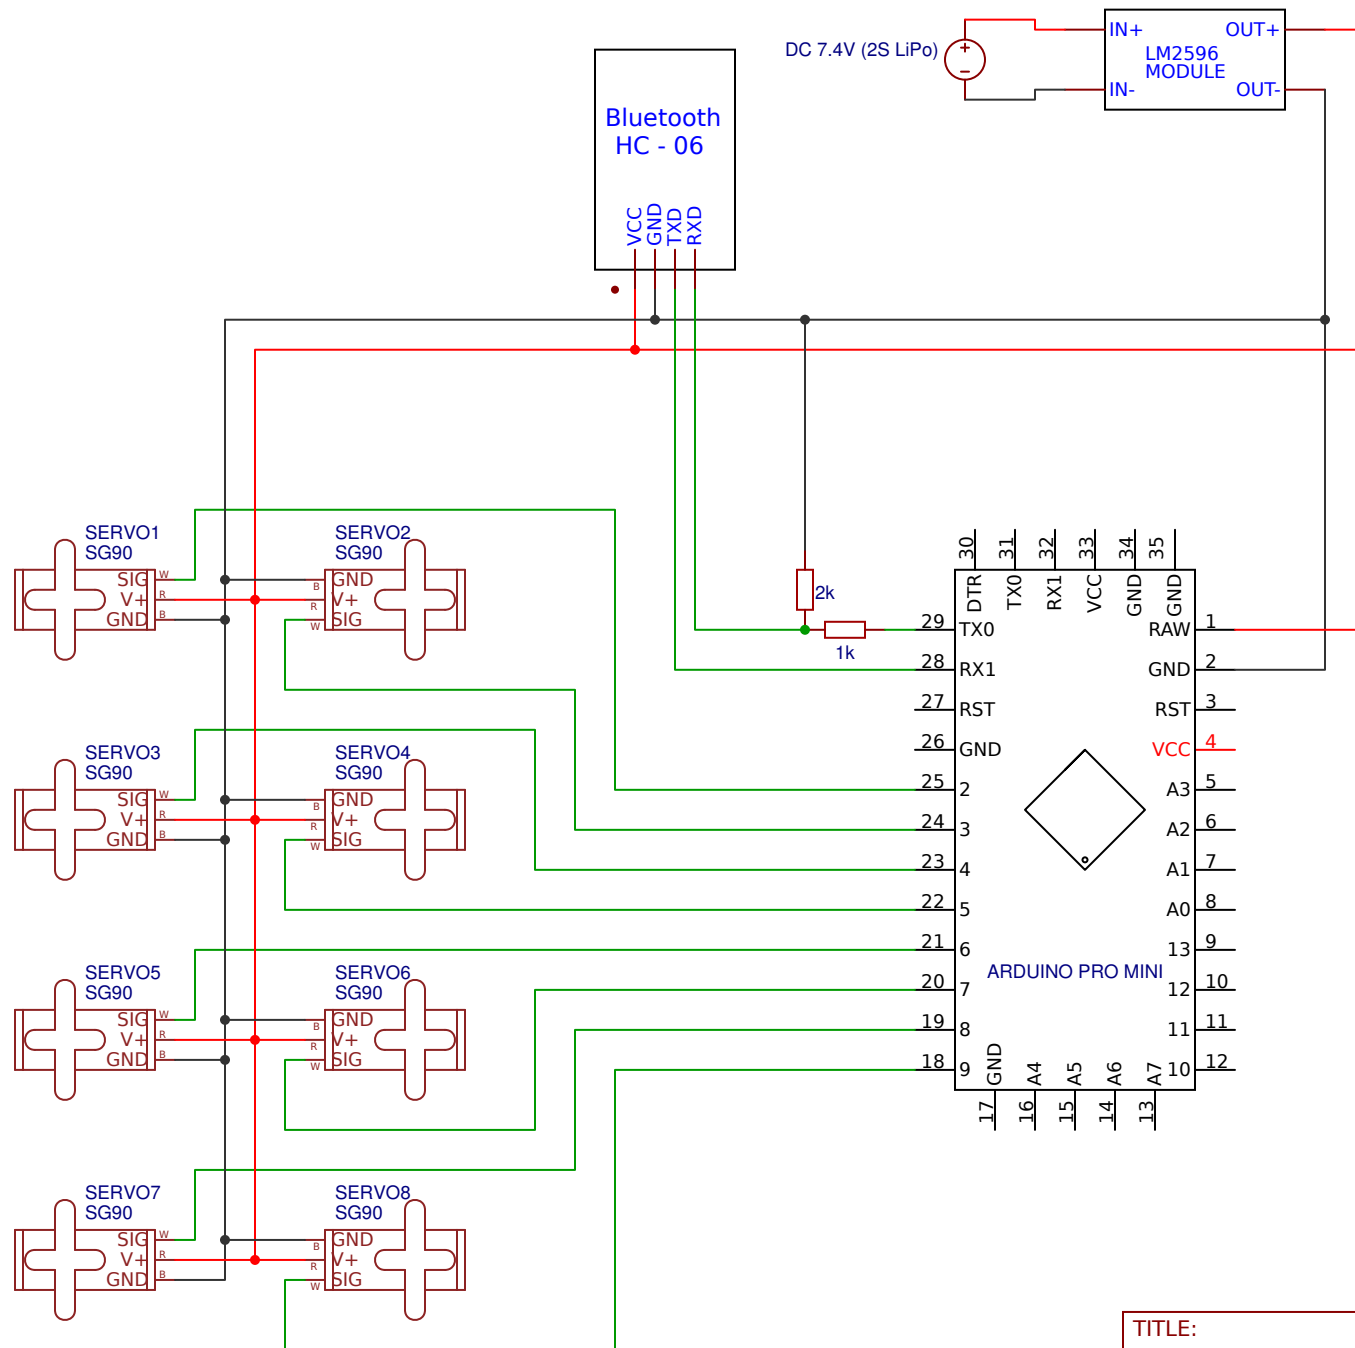 DC 7.4V (2S LiPo)
IN+
OUT+
LM2596
MODULE
IN-
OUT-
Bluetooth
HC - 06
VCC
GND
TXD
RXD
2k
1k
SERVO1
SG90
SIG
W
V+
R
GND
B
SERVO2
SG90
GND
B
V+
R
SIG
W
SERVO3
SG90
SIG
W
V+
R
GND
B
SERVO4
SG90
GND
B
V+
R
SIG
W
SERVO5
SG90
SIG
W
V+
R
GND
B
SERVO6
SG90
GND
B
V+
R
SIG
W
SERVO7
SG90
SIG
W
V+
R
GND
B
SERVO8
SG90
GND
B
V+
R
SIG
W
30
31
32
33
34
35
DTR
TX0
RX1
VCC
GND
GND
29 TX0
28 RX1
27 RST
26 GND
25 2
24 3
23 4
22 5
21 6
20 7
19 8
18 9
RAW 1
GND 2
RST 3
VCC 4
A3 5
A2 6
A1 7
A0 8
13 9
12 10
11 11
10 12
ARDUINO PRO MINI
GND
A4
A5
A6
A7
17
16
15
14
13
TITLE: